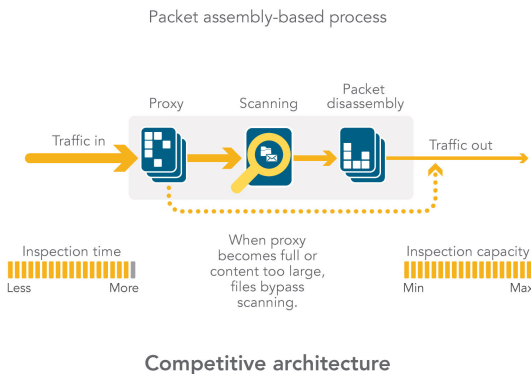 Packet assembly-based process
Proxy
Scanning
Packet
disassembly
Traffic in
Traffic out
When proxy
becomes full or
content too large,
files bypass
scanning.
Inspection time
Less
More
Inspection capacity
Min
Max
Competitive architecture